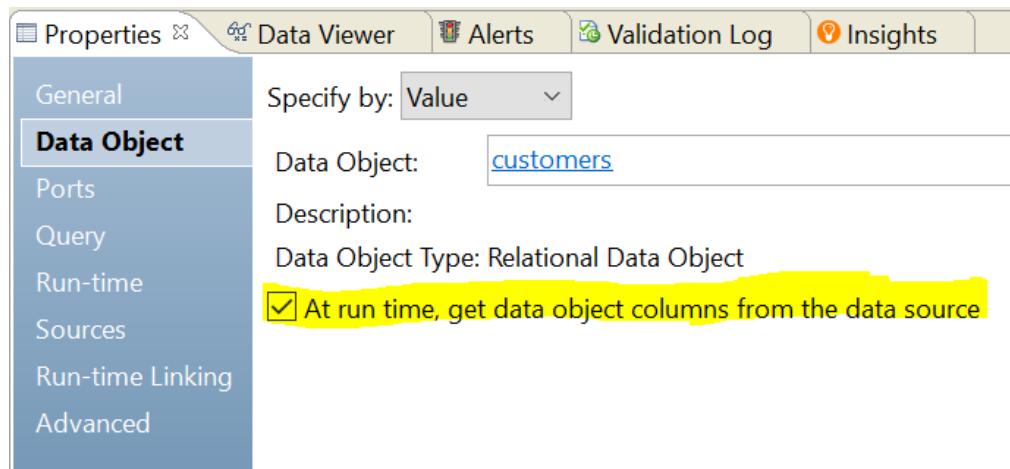 Properties Data Viewer Alerts Validation Log Insights
General
Data Object
Ports
Query
Run-time
Sources
Run-time Linking
Advanced
Specify by: Value
Data Object: customers
Description:
Data Object Type: Relational Data Object
At run time, get data object columns from the data source